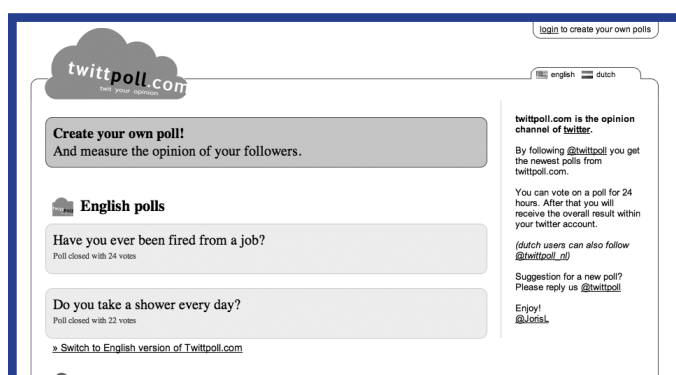 login to create your own polls
twittpoll.com
twit your opinion
english dutch
Create your own poll!
And measure the opinion of your followers.
English polls
Have you ever been fired from a job?
Poll closed with 24 votes
Do you take a shower every day?
Poll closed with 22 votes
» Switch to English version of Twittpoll.com
twittpoll.com is the opinion
channel of twitter.
By following @twittpoll you get
the newest polls from
twittpoll.com.
You can vote on a poll for 24
hours. After that you will
receive the overall result within
your twitter account.
(dutch users can also follow
@twittpoll_nl)
Suggestion for a new poll?
Please reply us @twittpoll
Enjoy!
@JorisL